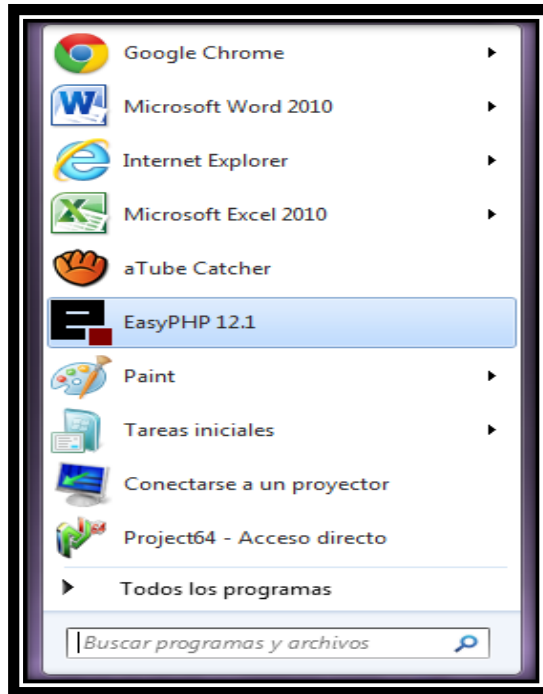 Google Chrome
Microsoft Word 2010
Internet Explorer
Microsoft Excel 2010
aTube Catcher
EasyPHP 12.1
Paint
Tareas iniciales
Conectarse a un proyector
Project64 - Acceso directo
Todos los programas
Buscar programas y archivos